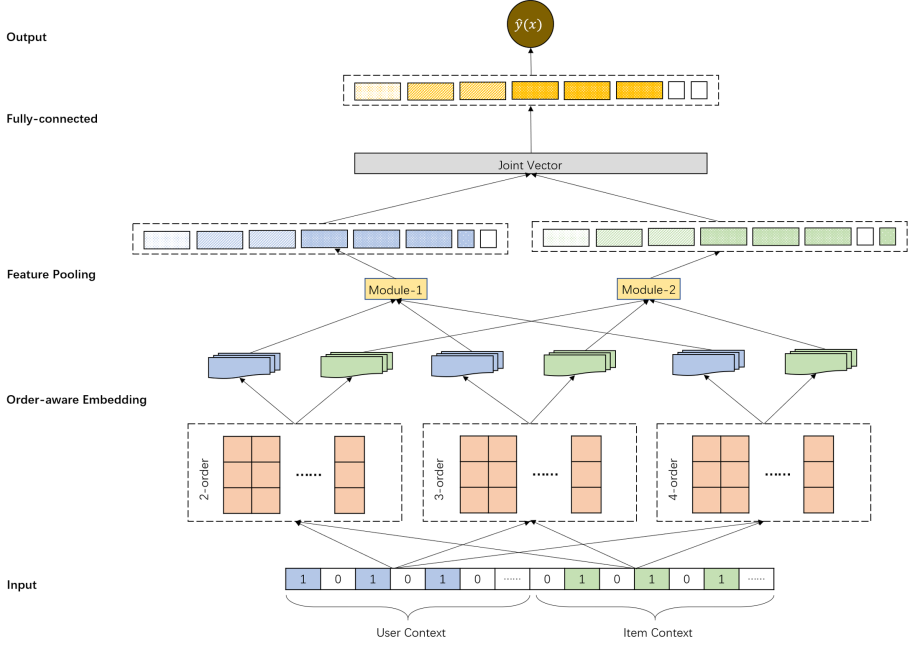 Output
ŷ(x)
Fully-connected
Joint Vector
Feature Pooling
Module-1
Module-2
Order-aware Embedding
2-order
......
3-order
......
4-order
......
Input
1 0 1 0 1 0 ...... 0 1 0 1 0 1 ......
User Context
Item Context